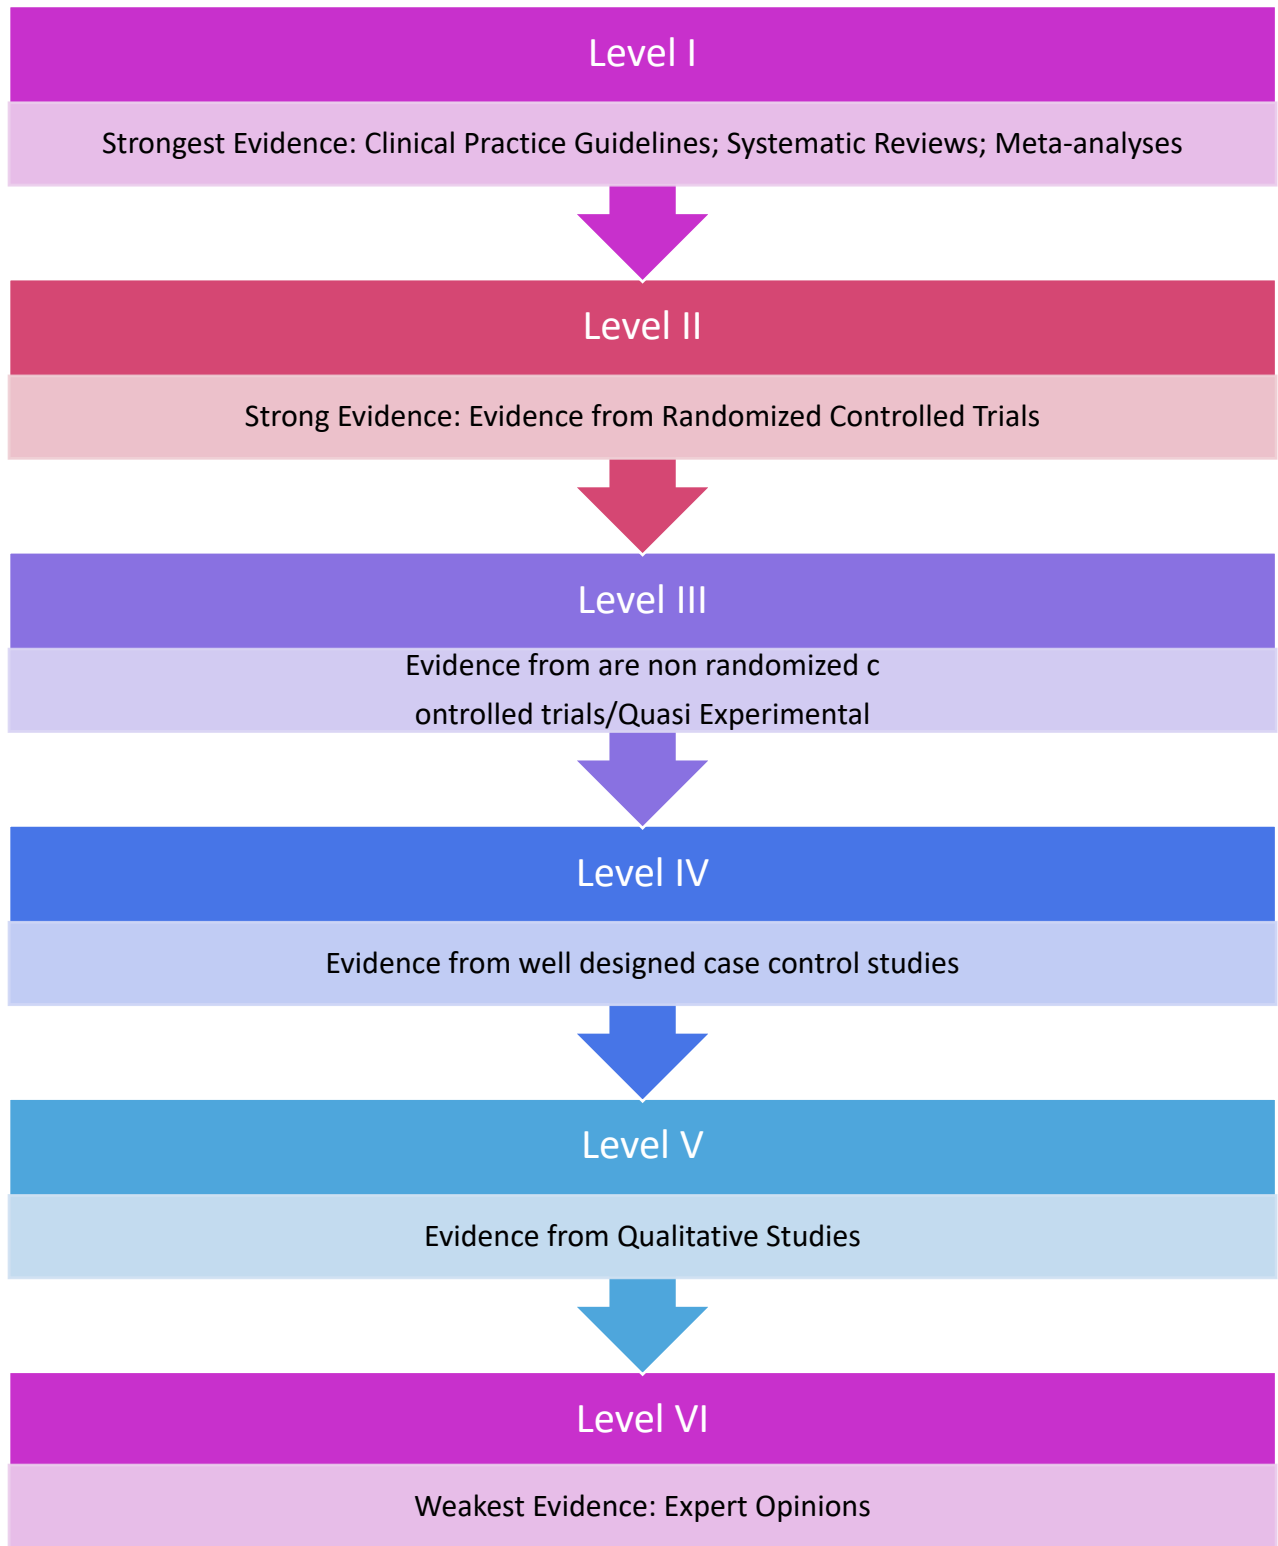 Level I
Strongest Evidence: Clinical Practice Guidelines; Systematic Reviews; Meta-analyses
Level II
Strong Evidence: Evidence from Randomized Controlled Trials
Level III
Evidence from are non randomized c
ontrolled trials/Quasi Experimental
Level IV
Evidence from well designed case control studies
Level V
Evidence from Qualitative Studies
Level VI
Weakest Evidence: Expert Opinions